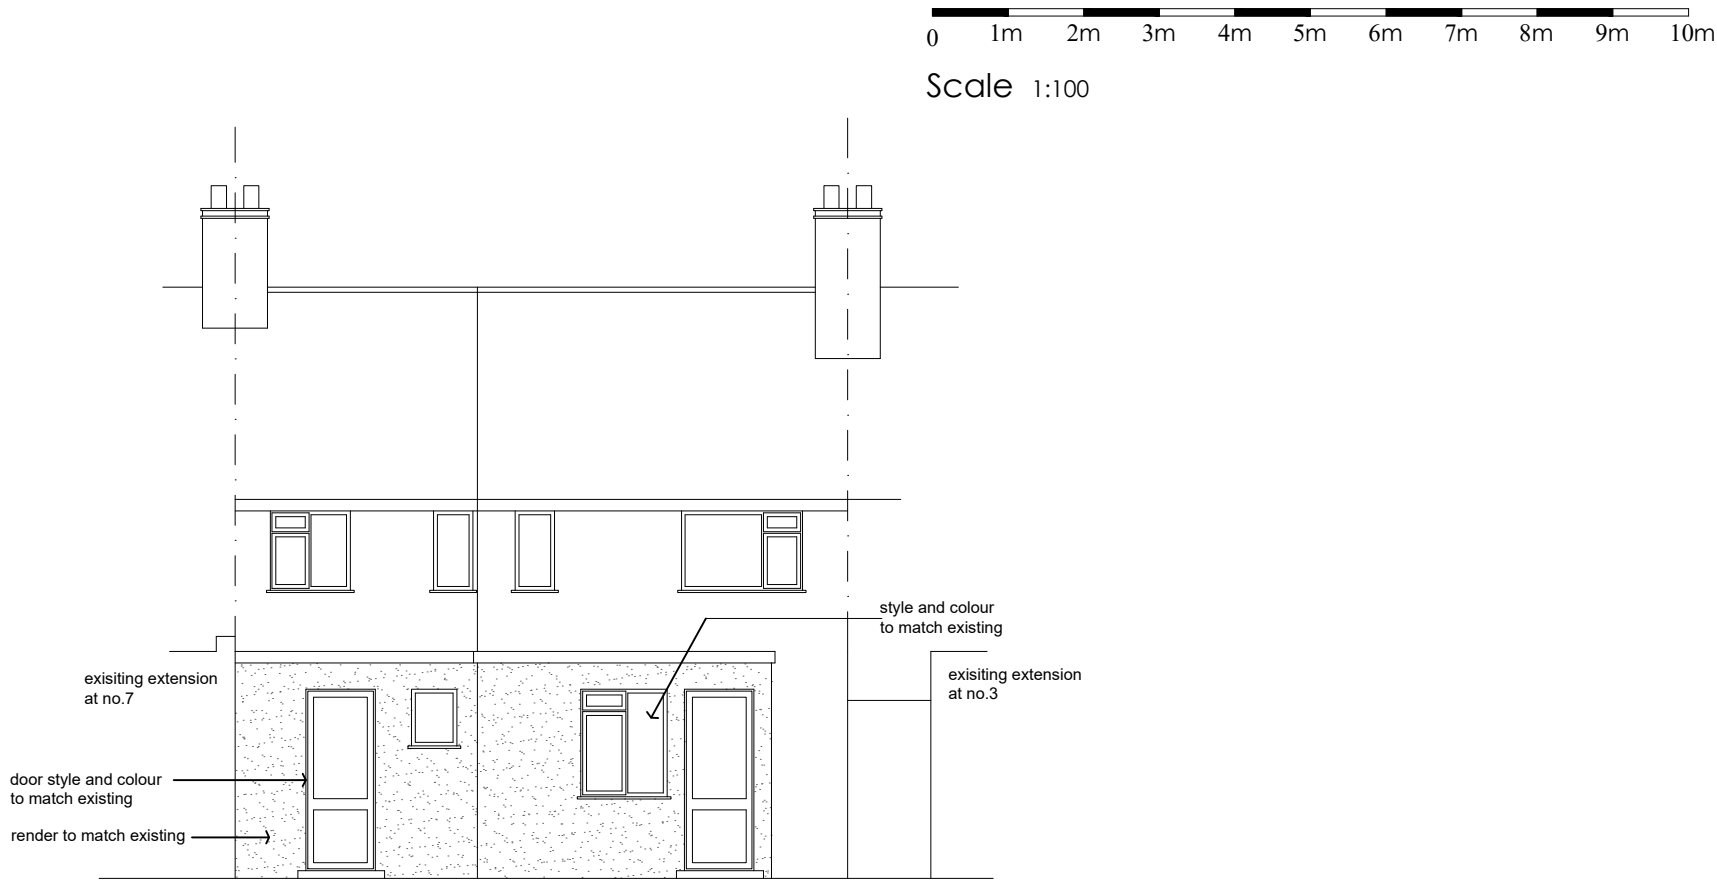 0 1m 2m 3m 4m 5m 6m 7m 8m 9m 10m
Scale 1:100
style and colour
to match existing
exisiting extension
at no.7
exisiting extension
at no.3
door style and colour
to match existing
render to match existing